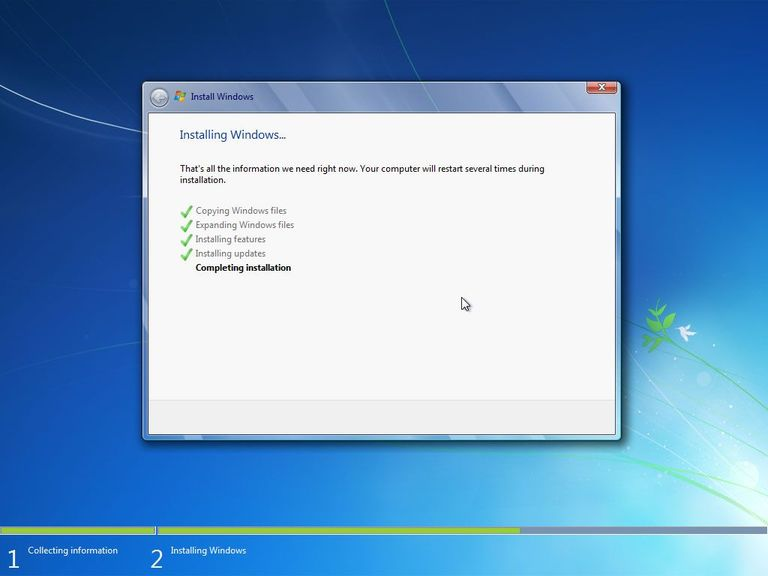 Install Windows
Installing Windows...
That's all the information we need right now. Your computer will restart several times during
installation.
Copying Windows files
Expanding Windows files
Installing features
Installing updates
Completing installation
1 Collecting information 2 Installing Windows